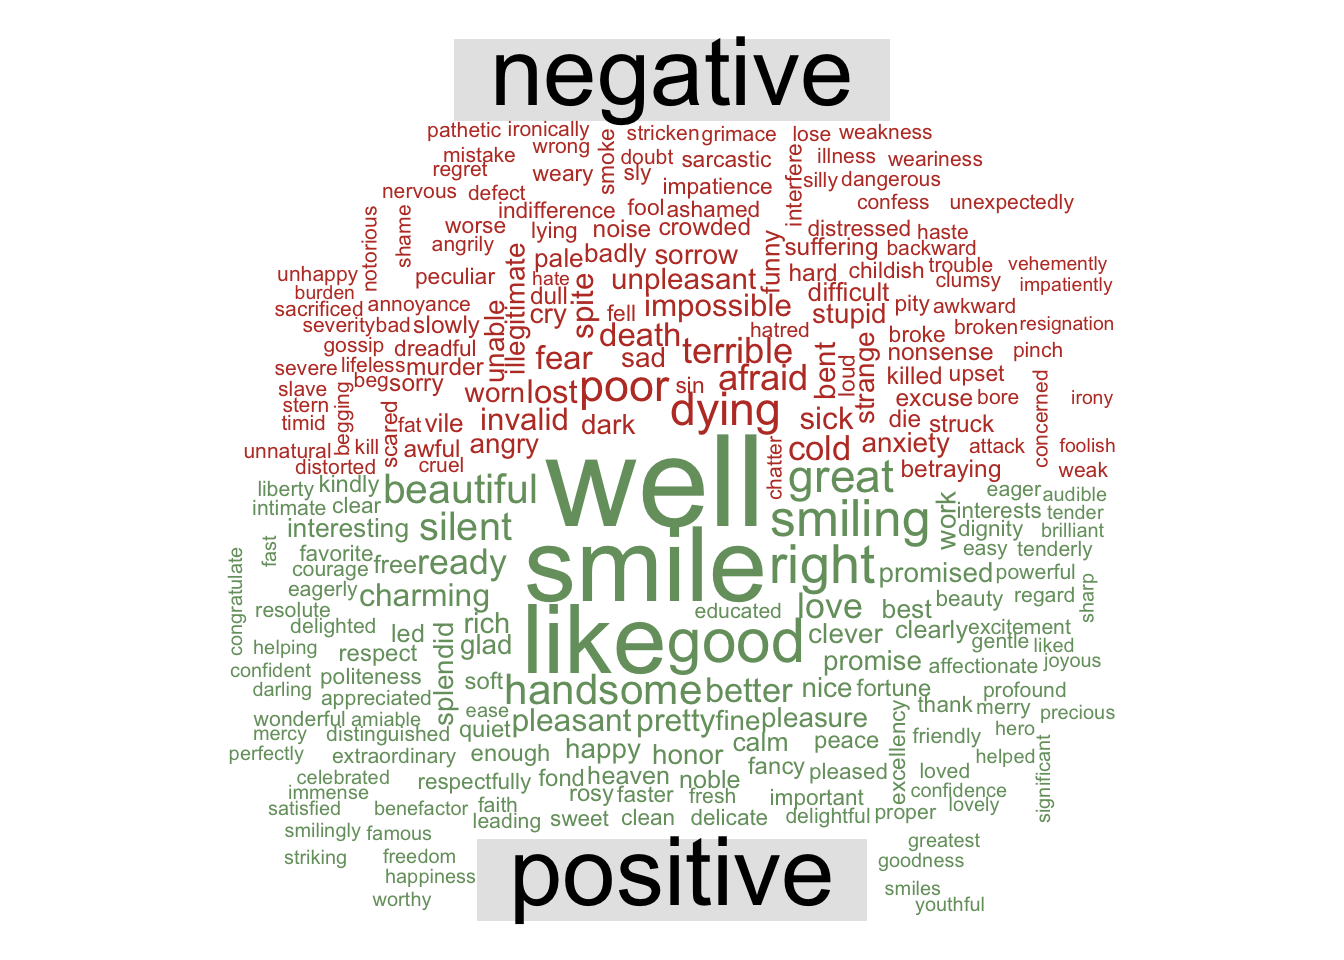 negative
pathetic ironically stricken grimace lose weakness
mistake wrong smoke doubt sarcastic interfere illness weariness
regret weary sly impatience silly dangerous
nervous defect indifference fool ashamed confess unexpectedly
notorious shame worse lying noise crowded distressed haste
angrily illegitimate pale badly sorrow funny suffering backward
unhappy peculiar hate unpleasant hard childish trouble vehemently
burden dull spite difficult clumsy impatiently
sacrificed annoyance cry fell impossible stupid pity awkward
severity bad slowly unable death hatred broke broken resignation
gossip dreadful fear sad terrible bent loud strange nonsense pinch
severe lifeless murder poor sin afraid killed upset
slave beg sorry worn lost dying excuse bore irony
stern begging scared fat vile invalid dark sick die struck concerned
timid
unnatural kill awful angry chatter cold anxiety attack foolish
distorted cruel betraying weak
well
liberty kindly beautiful great eager audible
intimate clear smiling work interests tender
interesting silent dignity brilliant
fast favorite smile easy tenderly
congratulate courage free ready right promised powerful
eagerly charming beauty regard sharp
resolute educated love best
delighted led rich like good clever clearly excitement
helping respect splendid glad gentle liked
confident politeness promise affectionate joyous
darling appreciated soft handsome better nice fortune profound
wonderful amiable ease thank merry precious
mercy distinguished quiet pleasant pretty fine pleasure excellency friendly hero
perfectly extraordinary enough happy honor calm peace helped significant
celebrated respectfully fond heaven noble fancy pleased loved
immense rosy faster fresh important confidence
satisfied benefactor faith lovely
leading sweet clean delicate delightful proper
smilingly famous greatest
striking freedom positive goodness
happiness smiles
worthy youthful